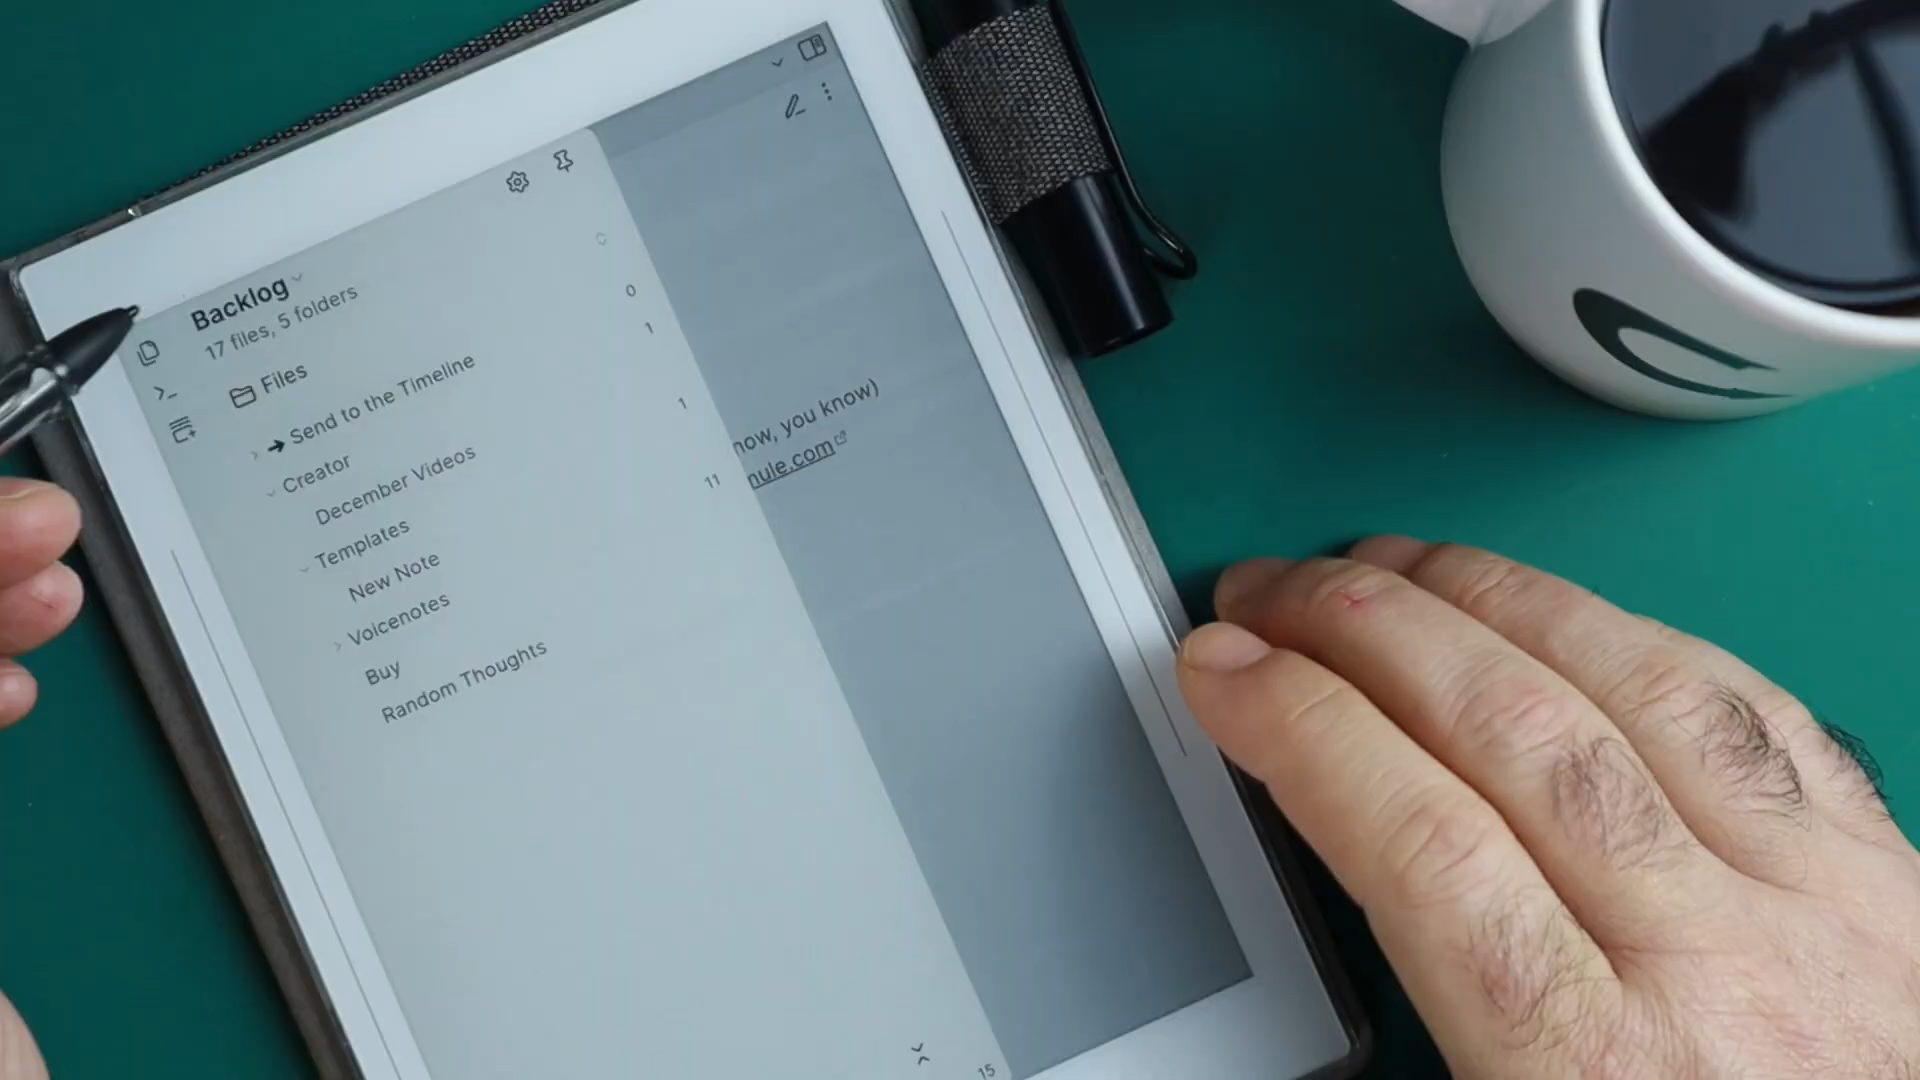 Backlog
17 files, 5 folders
Files
Send to the Timeline 0
Creator 1
December Videos
Templates 1
New Note
Voicenotes 11
Buy
Random Thoughts
now, you know)
nule.com
15